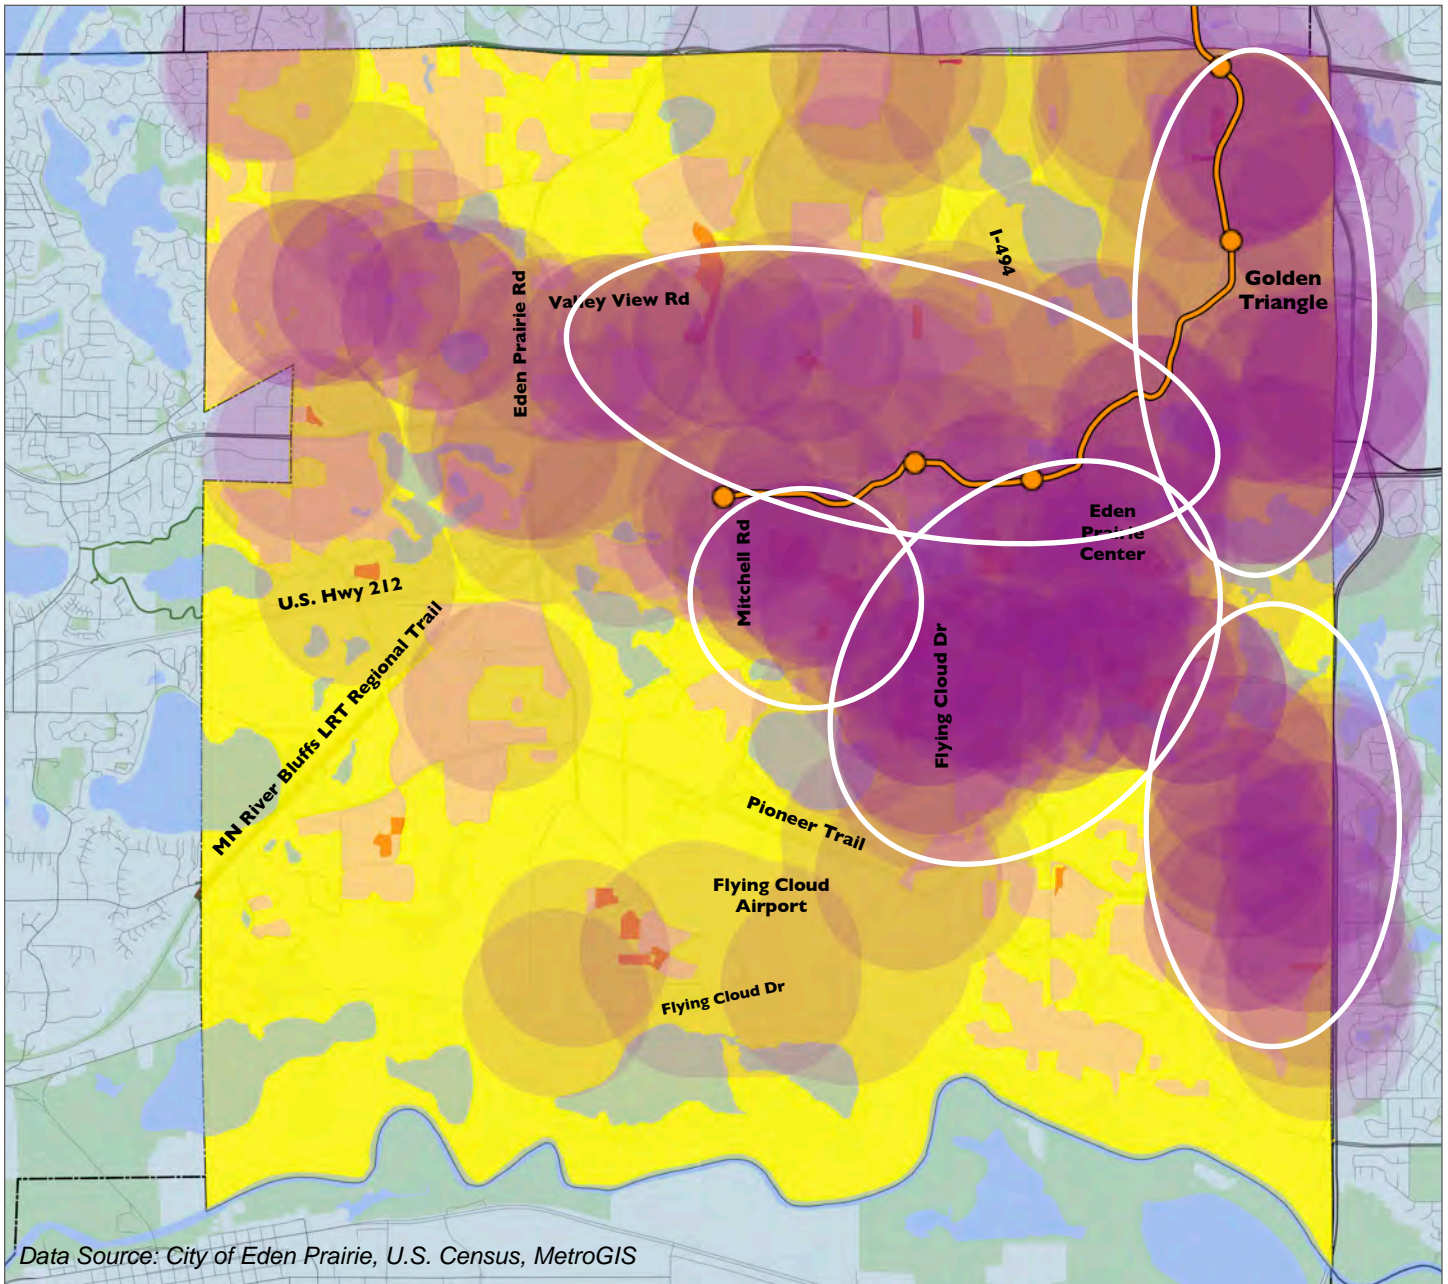 I-494
Golden
Triangle
Valley View Rd
Eden Prairie Rd
Eden
Prairie
Center
Mitchell Rd
U.S. Hwy 212
MN River Bluffs LRT Regional Trail
Flying Cloud Dr
Pioneer Trail
Flying Cloud
Airport
Flying Cloud Dr
Data Source: City of Eden Prairie, U.S. Census, MetroGIS